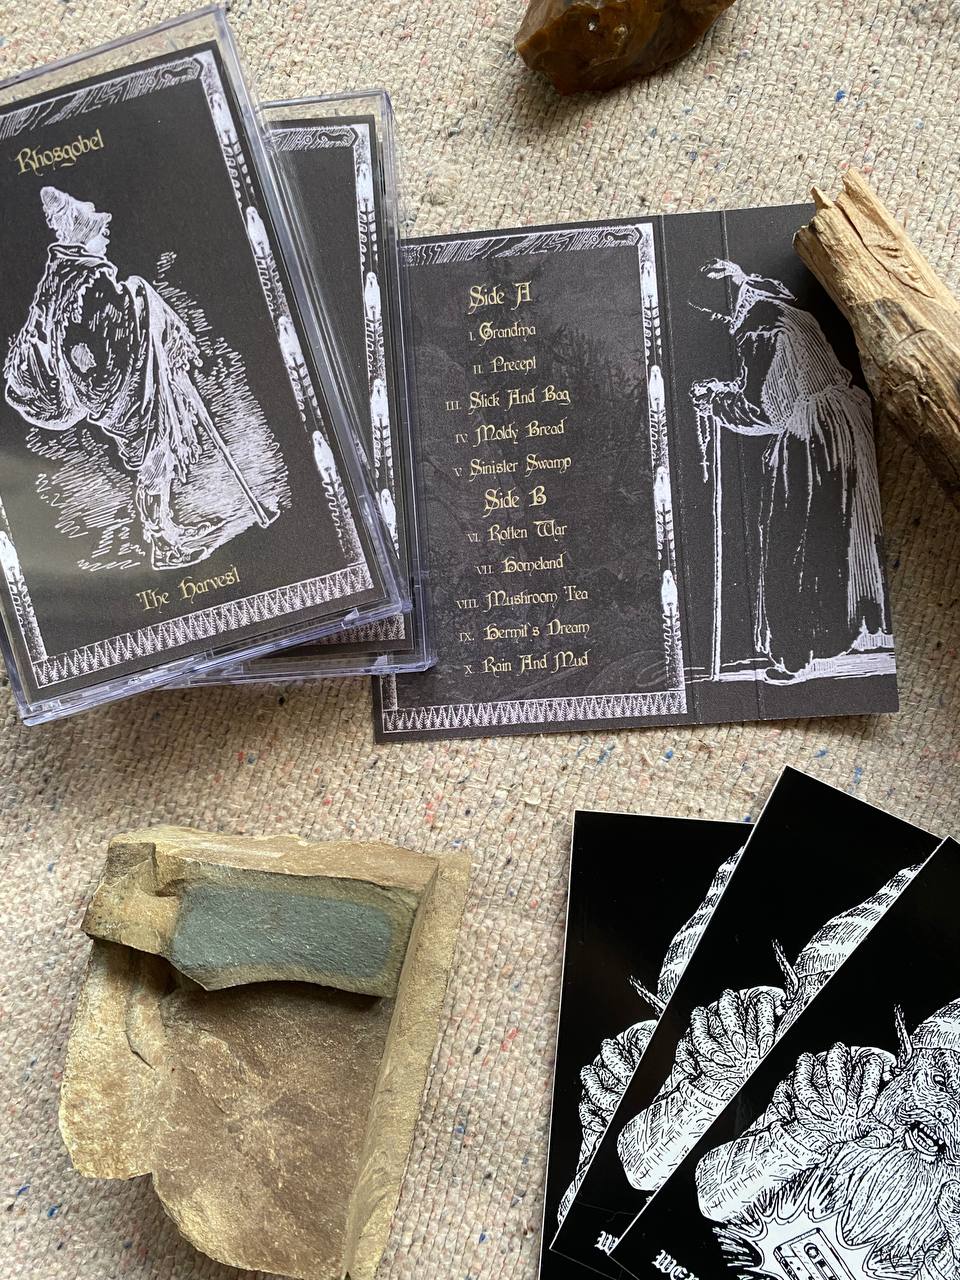 Rhosgobel
The Harvest
Side A
I. Grandma
II. Precept
III. Stick And Bag
IV. Moldy Bread
V. Sinister Swamp
Side B
VI. Rotten War
VII. Homeland
VIII. Mushroom Tea
IX. Hermit's Dream
X. Rain And Mud